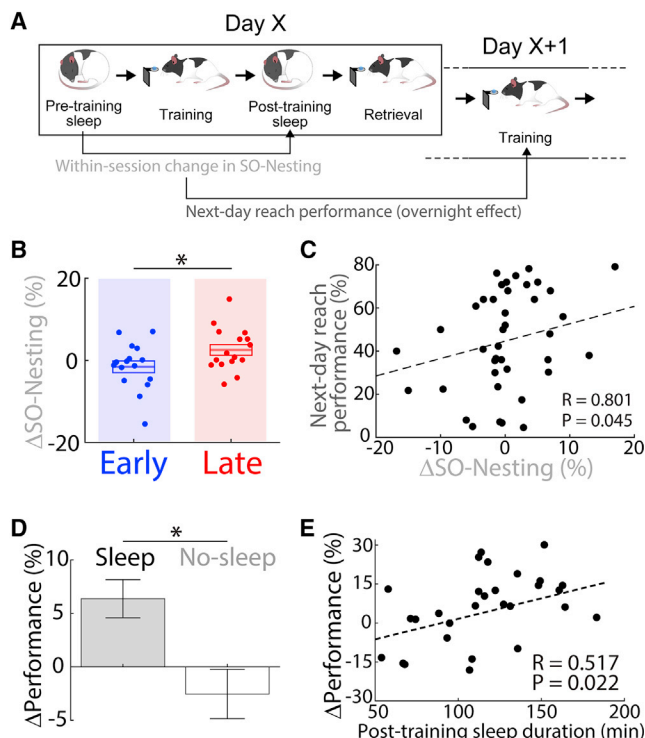 A
Day X
Day X+1
Pre-training
sleep
Training
Post-training
sleep
Retrieval
Training
Within-session change in SO-Nesting
Next-day reach performance (overnight effect)
B
*
20
0
-20
ΔSO-Nesting (%)
Early
Late
C
80
60
40
20
0
Next-day reach
performance (%)
R = 0.801
P = 0.045
-20
-10
0
10
20
ΔSO-Nesting (%)
D
*
Sleep
No-sleep
10
5
0
-5
ΔPerformance (%)
E
30
15
0
-15
30
ΔPerformance (%)
R = 0.517
P = 0.022
50
100
150
200
Post-training sleep duration (min)